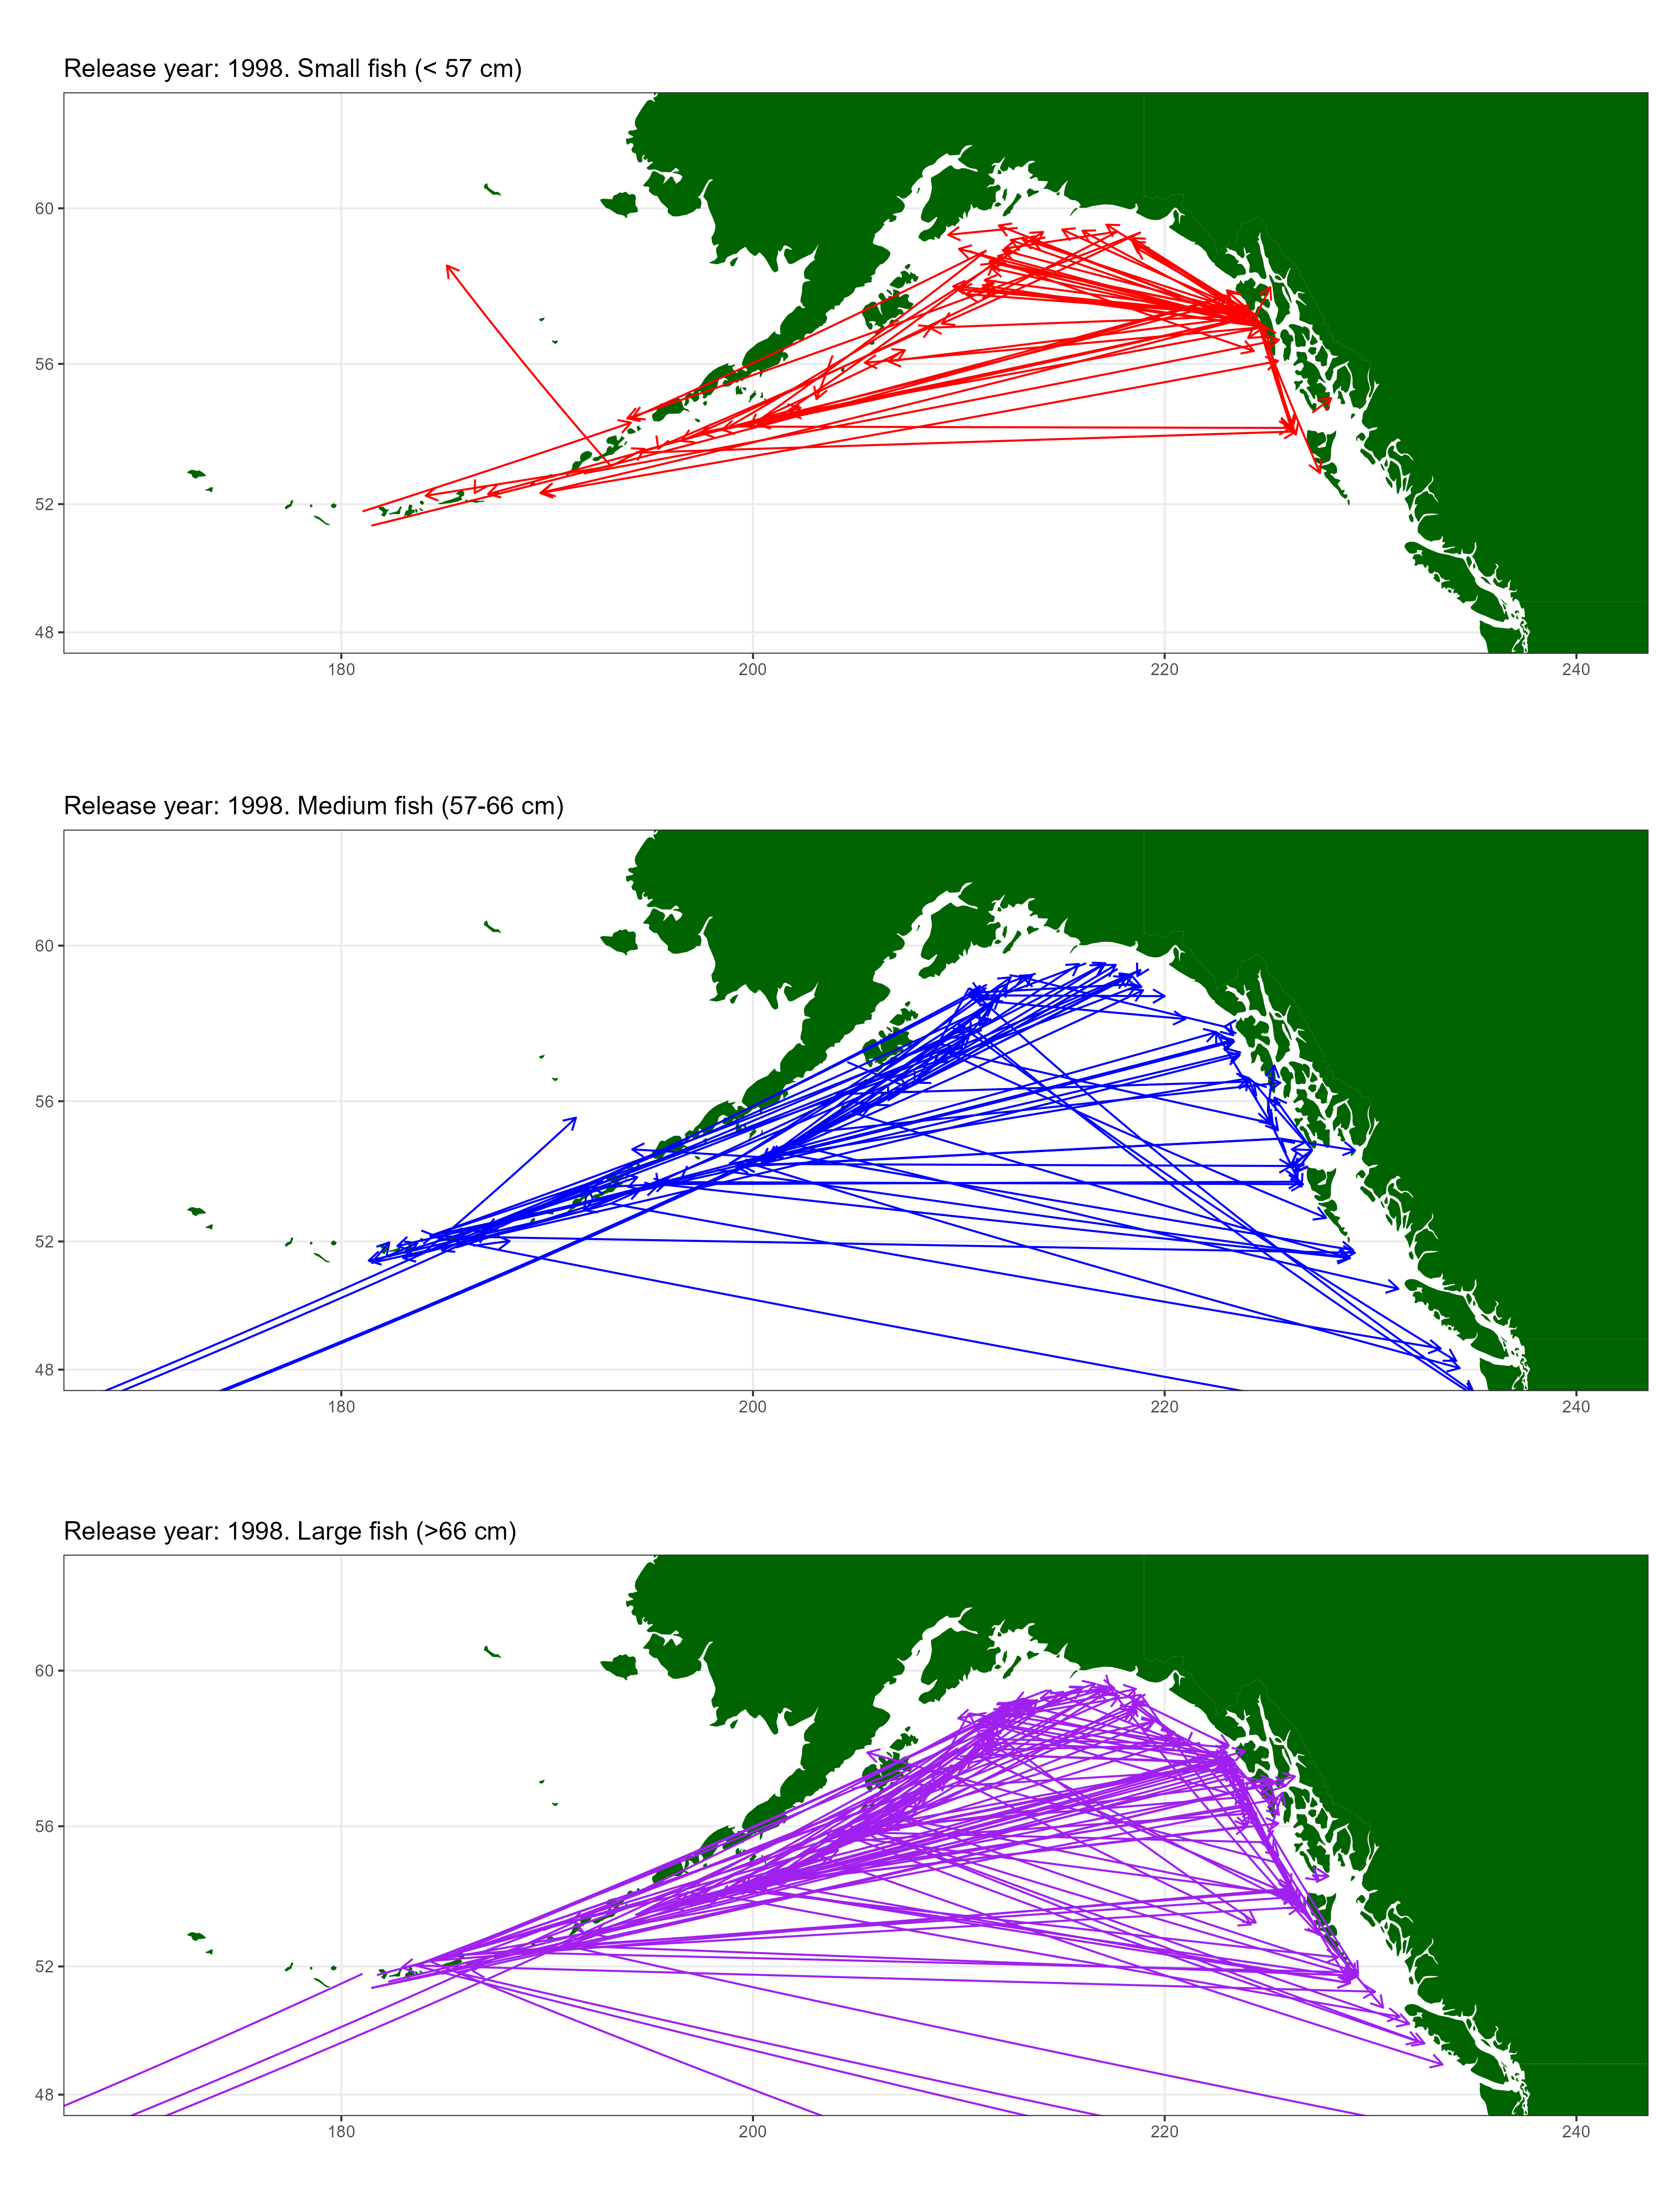 Release year: 1998. Small fish (< 57 cm)
60
56
52
48
180 200 220 240
Release year: 1998. Medium fish (57-66 cm)
60
56
52
48
180 200 220 240
Release year: 1998. Large fish (>66 cm)
60
56
52
48
180 200 220 240